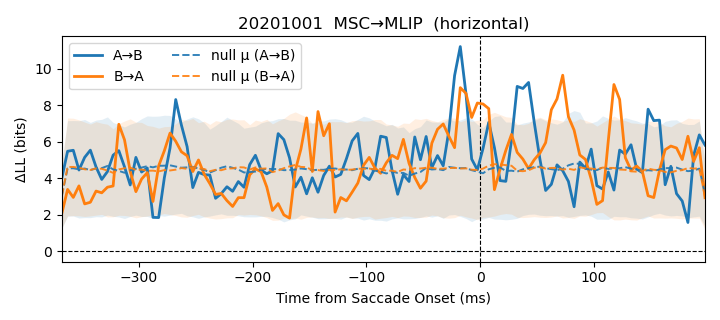 20201001  MSC→MLIP  (horizontal)
A→B
B→A
null μ (A→B)
null μ (B→A)
ΔLL (bits)
10
8
6
4
2
0
−300
−200
−100
0
100
Time from Saccade Onset (ms)